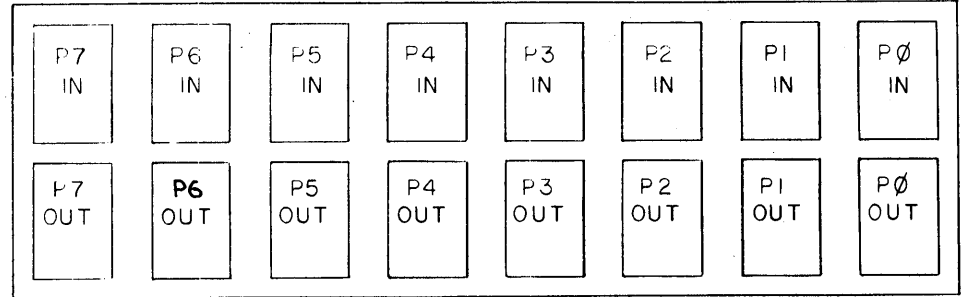 P7 P6 P5 P4 P3 P2 P1 PØ
IN IN IN IN IN IN IN IN
P7 P6 P5 P4 P3 P2 P1 PØ
OUT OUT OUT OUT OUT OUT OUT OUT